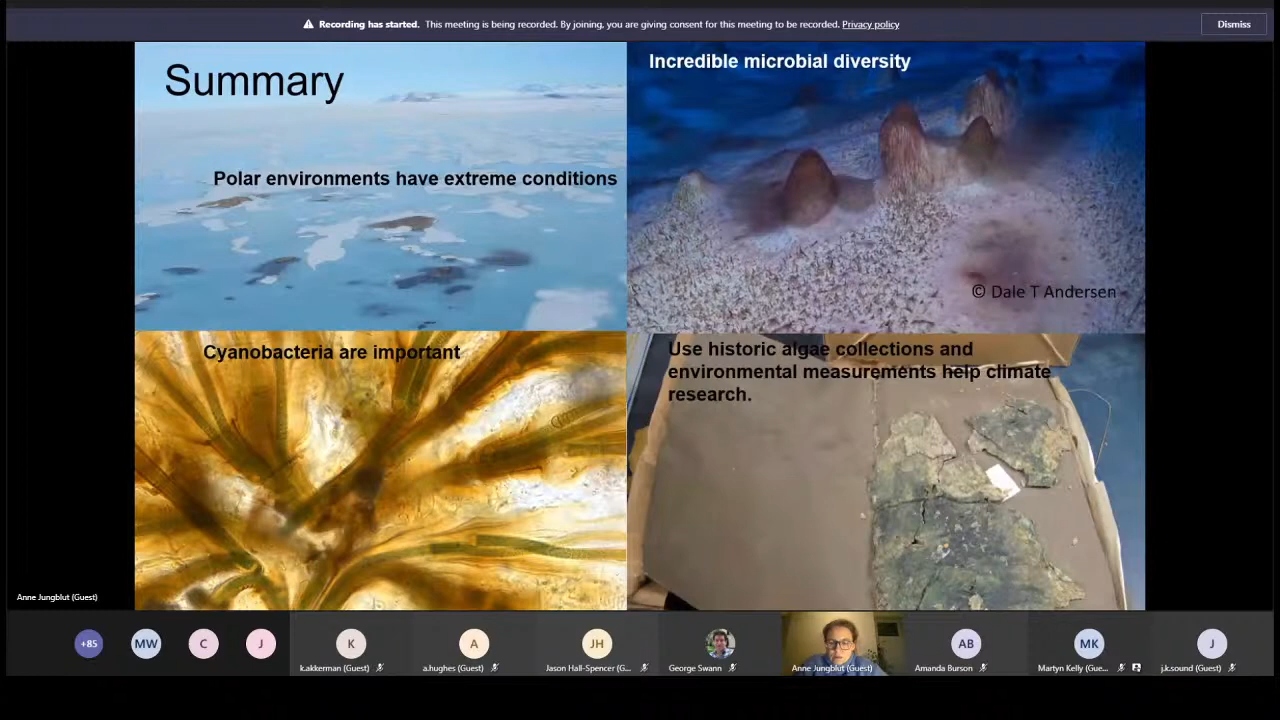 Recording has started. This meeting is being recorded. By joining, you are giving consent for this meeting to be recorded. Privacy policy
Dismiss
Summary
Polar environments have extreme conditions
Incredible microbial diversity
© Dale T Andersen
Cyanobacteria are important
Use historic algae collections and
environmental measurements help climate
research.
Anne Jungblut (Guest)
+85
MW
C
J
K
k.akkerman (Guest)
A
a.hughes (Guest)
JH
Jason Hall-Spencer (G...
George Swann
Anne Jungblut (Guest)
AB
Amanda Burson
MK
Martyn Kelly (Gue...
J
j.k.sound (Guest)